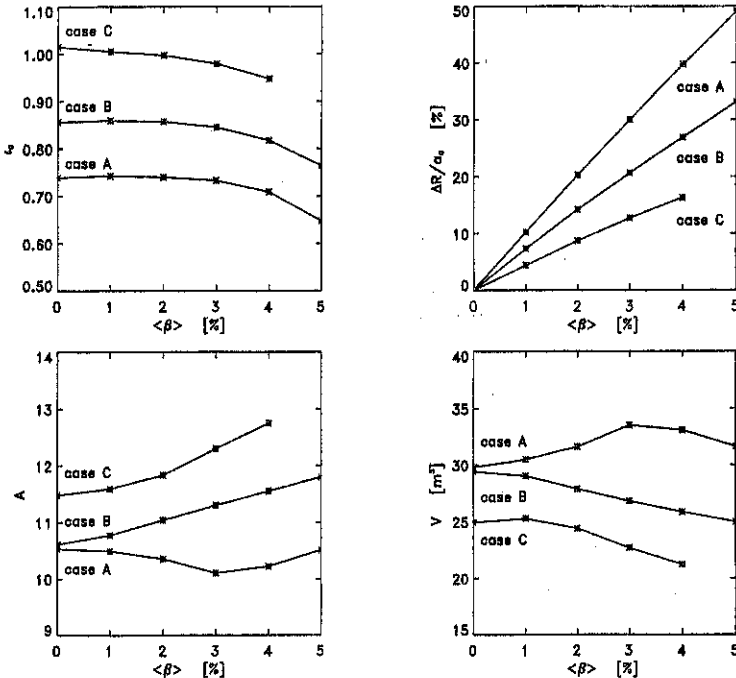 1.10
1.00
0.90
0.80
0.70
0.60
0.50
case C
case B
case A
0 1 2 3 4 5
<β> [%]
50
40
30
20
10
0
ΔR/a₀ [%]
case A
case B
case C
0 1 2 3 4 5
<β> [%]
14
13
12
11
10
9
A
case C
case B
case A
0 1 2 3 4 5
<β> [%]
40
35
30
25
20
15
V [m³]
case A
case B
case C
0 1 2 3 4 5
<β> [%]